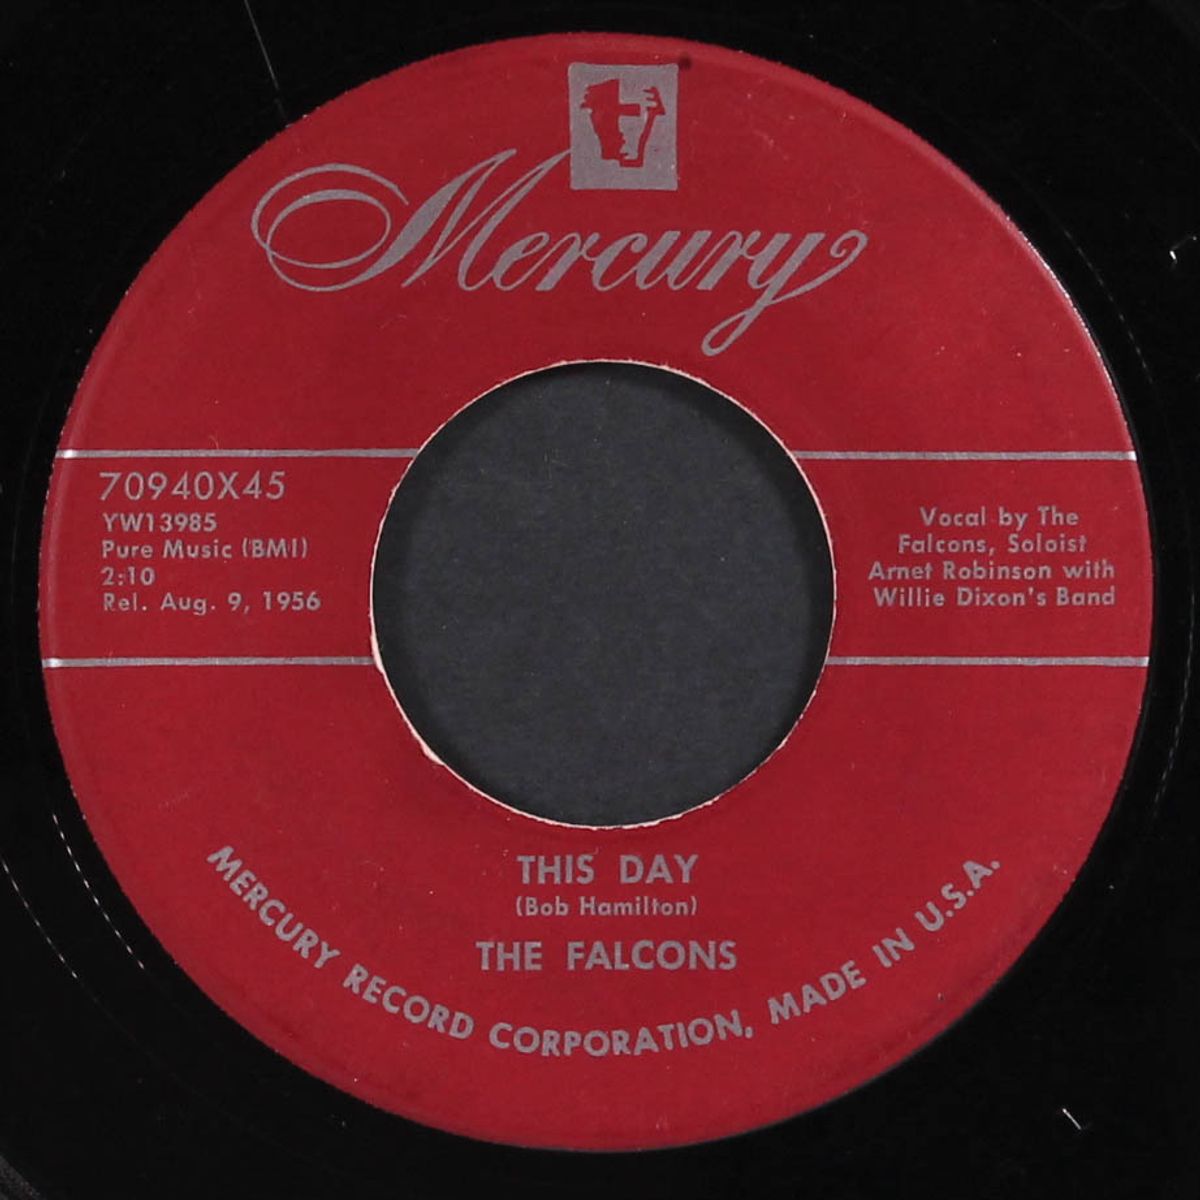 Mercury
70940X45
YW13985
Pure Music (BMI)
2:10
Rel. Aug. 9, 1956
Vocal by The
Falcons, Soloist
Arnet Robinson with
Willie Dixon's Band
THIS DAY
(Bob Hamilton)
THE FALCONS
MERCURY RECORD CORPORATION, MADE IN U.S.A.